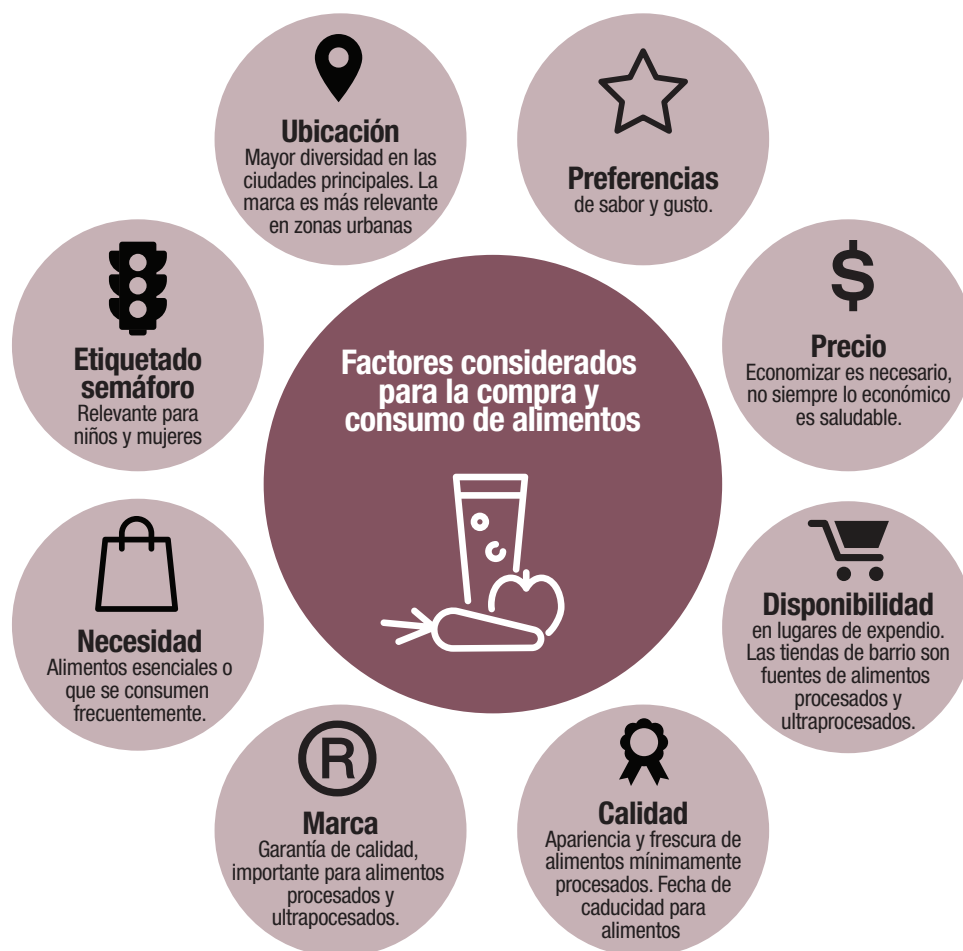 Ubicación
Mayor diversidad en las
ciudades principales. La
marca es más relevante
en zonas urbanas
Preferencias
de sabor y gusto.
$
Precio
Economizar es necesario,
no siempre lo económico
es saludable.
Etiquetado
semáforo
Relevante para
niños y mujeres
Factores considerados
para la compra y
consumo de alimentos
Necesidad
Alimentos esenciales o
que se consumen
frecuentemente.
Disponibilidad
en lugares de expendio.
Las tiendas de barrio son
fuentes de alimentos
procesados y
ultraprocesados.
R
Marca
Garantía de calidad,
importante para alimentos
procesados y
ultrapocesados.
Calidad
Apariencia y frescura de
alimentos mínimamente
procesados. Fecha de
caducidad para
alimentos